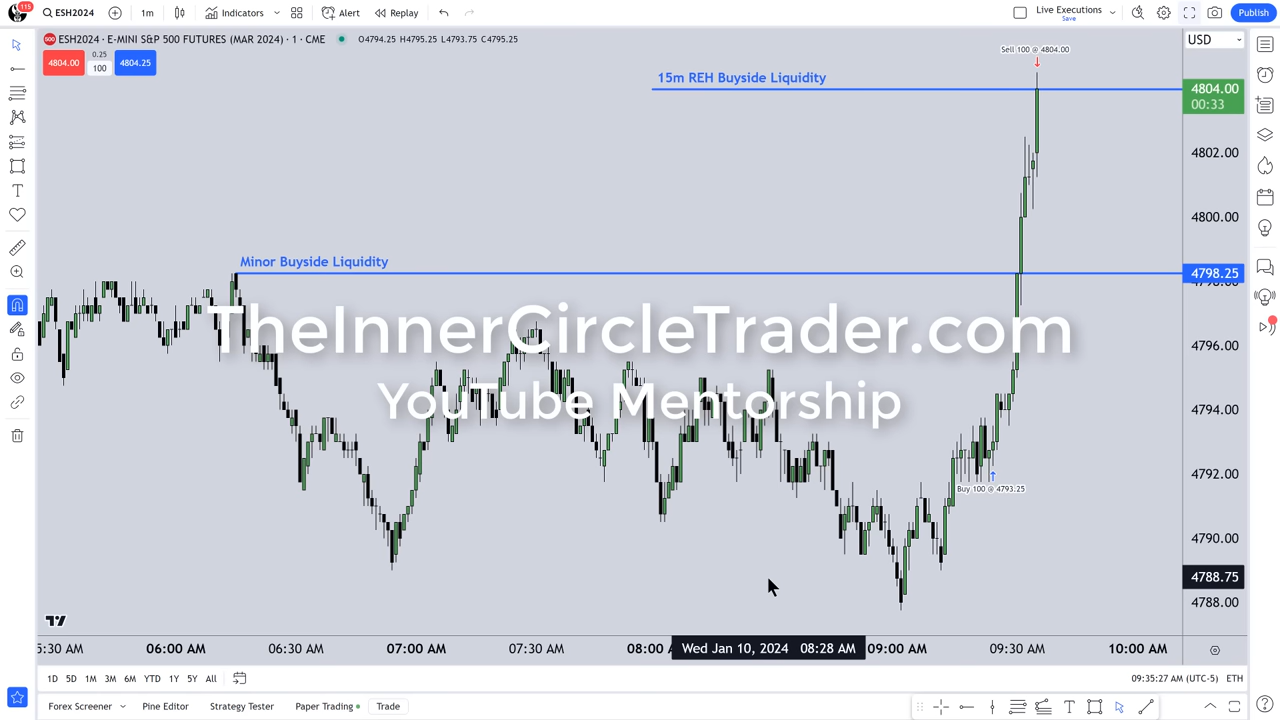 115
ESH2024
1m
Indicators
Alert
Replay
Live Executions
Save
Publish
500
ESH2024 · E-MINI S&P 500 FUTURES (MAR 2024) · 1 · CME
O4794.25 H4795.25 L4793.75 C4795.25
4804.00
0.25
100
4804.25
USD
Sell 100 @ 4804.00
15m REH Buyside Liquidity
4804.00
00:33
4802.00
4800.00
Minor Buyside Liquidity
4798.25
TheInnerCircleTrader.com
YouTube Mentorship
4796.00
4794.00
4792.00
Buy 100 @ 4793.25
4790.00
4788.75
4788.00
5:30 AM
06:00 AM
06:30 AM
07:00 AM
07:30 AM
08:00 A
Wed Jan 10, 2024 08:28 AM
09:00 AM
09:30 AM
10:00 AM
1D
5D
1M
3M
6M
YTD
1Y
5Y
All
09:35:27 AM (UTC-5)
ETH
Forex Screener
Pine Editor
Strategy Tester
Paper Trading
Trade